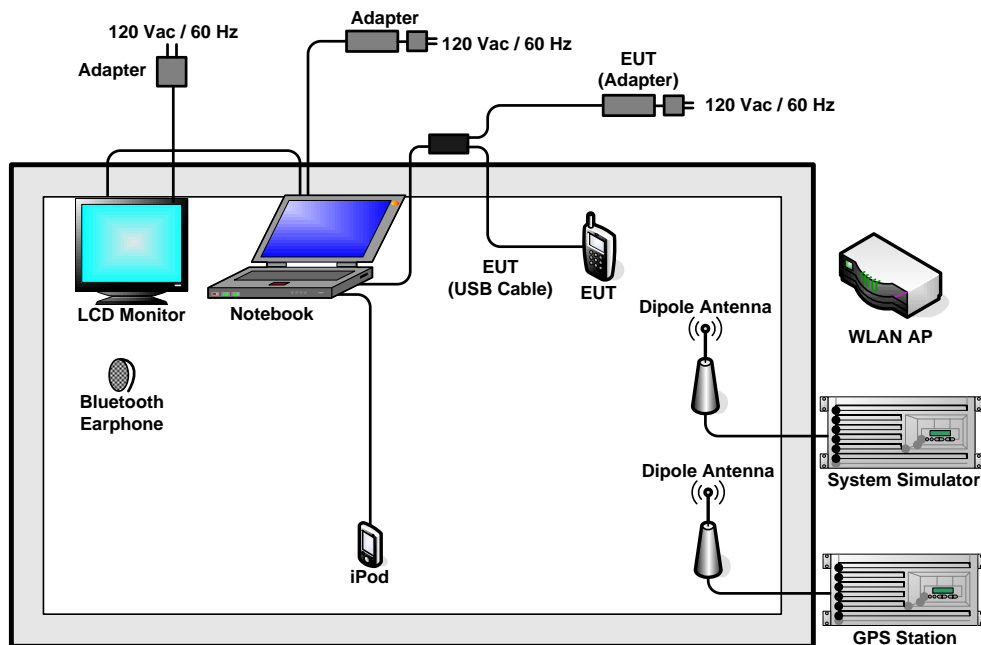 120 Vac / 60 Hz
Adapter
Adapter
120 Vac / 60 Hz
EUT
(Adapter)
120 Vac / 60 Hz
LCD Monitor
Notebook
EUT
(USB Cable)
EUT
Dipole Antenna
WLAN AP
Bluetooth
Earphone
System Simulator
Dipole Antenna
iPod
GPS Station